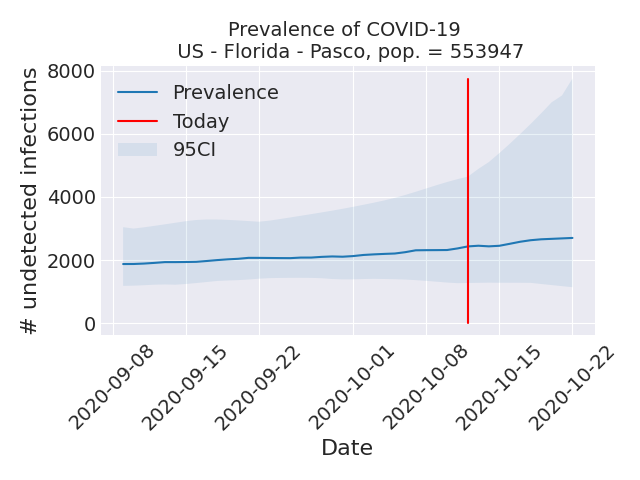 Prevalence of COVID-19
US - Florida - Pasco, pop. = 553947
# undetected infections
8000
6000
4000
2000
0
Prevalence
Today
95CI
2020-09-08
2020-09-15
2020-09-22
2020-10-01
2020-10-08
2020-10-15
2020-10-22
Date